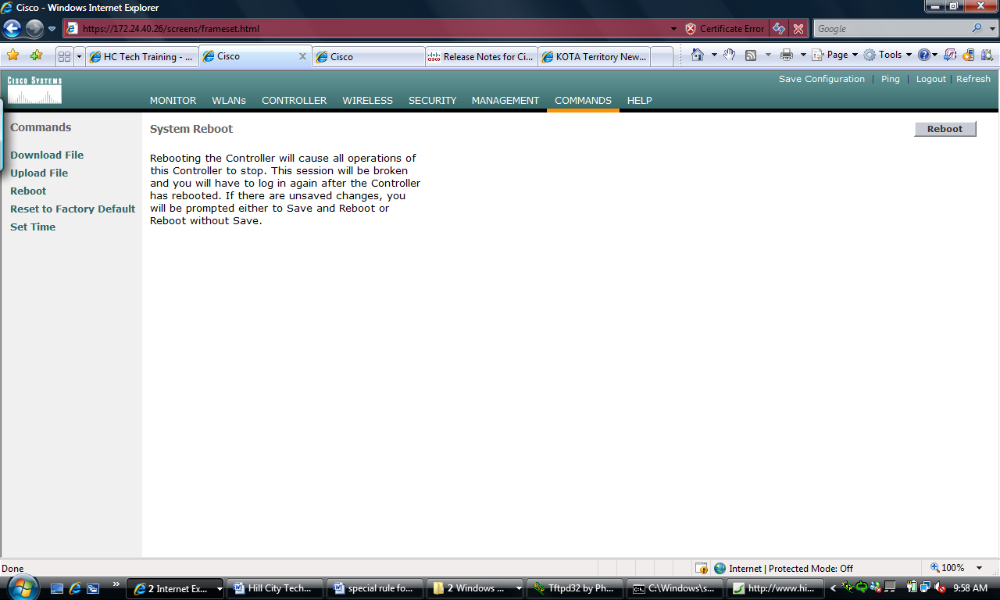 Cisco - Windows Internet Explorer
https://172.24.40.26/screens/frameset.html
Certificate Error
Google
HC Tech Training - ...
Cisco
Cisco
Release Notes for Ci...
KOTA Territory New...
Page
Tools
CISCO SYSTEMS
Save Configuration | Ping | Logout | Refresh
MONITOR WLANs CONTROLLER WIRELESS SECURITY MANAGEMENT COMMANDS HELP
Commands
Download File
Upload File
Reboot
Reset to Factory Default
Set Time
System Reboot
Reboot
Rebooting the Controller will cause all operations of
this Controller to stop. This session will be broken
and you will have to log in again after the Controller
has rebooted. If there are unsaved changes, you
will be prompted either to Save and Reboot or
Reboot without Save.
Done
Internet | Protected Mode: Off
100%
2 Internet Ex...
Hill City Tech...
special rule fo...
2 Windows ...
Tftpd32 by Ph...
C:\Windows\s...
http://www.hi...
9:58 AM